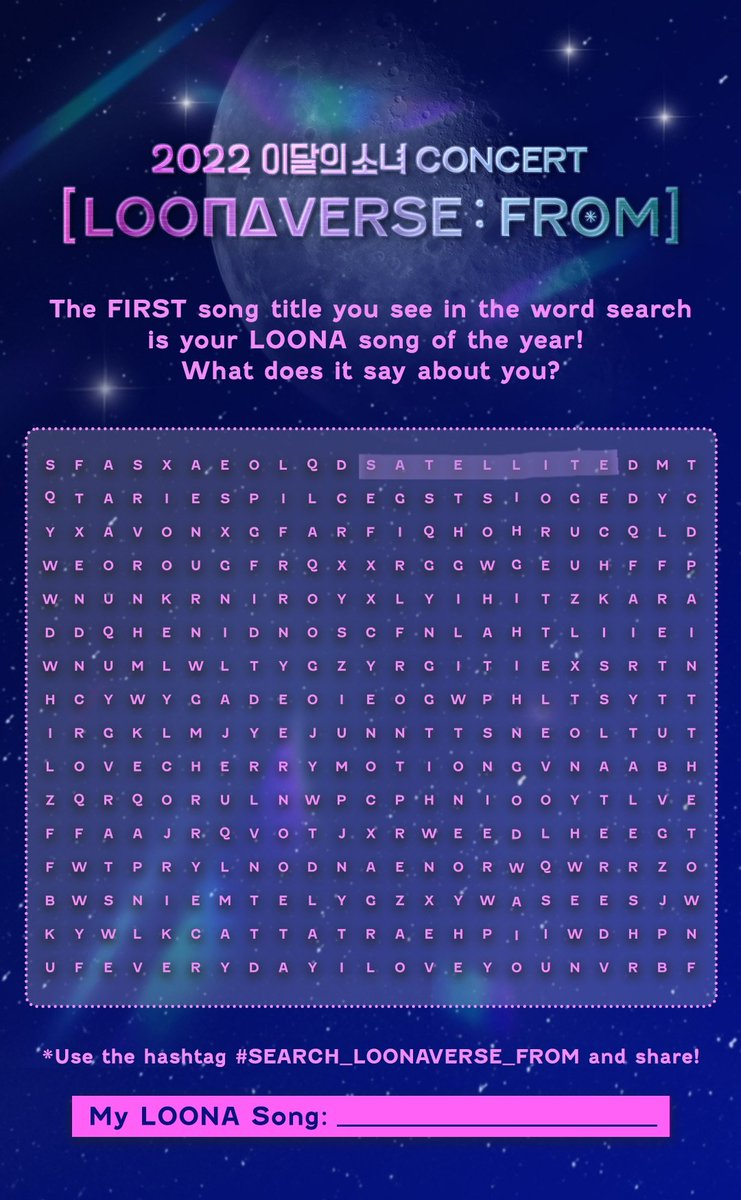 2022 이달의 소녀 CONCERT
[LOOΠΔVERSE : FROM]
The FIRST song title you see in the word search
is your LOONA song of the year!
What does it say about you?
S F A S X A E O L Q D S A T E L L I T E D M T
Q T A R I E S P I L C E G S T S I O G E D Y C
Y X A V O N X G F A R F I Q H O H R U C Q L D
W E O R O U G F R Q X X R G G W G E U H F F P
W N U N K R N I R O Y X L Y I H I T Z K A R A
D D Q H E N I D N O S C F N L A H T L I I E I
W N U M L W L T Y G Z Y R G I T I E X S R T N
H C Y W Y G A D E O I E O G W P H L T S Y T T
I R G K L M J Y E J U N N T T S N E O L T U T
L O V E C H E R R Y M O T I O N G V N A A B H
Z Q R Q O R U L N W P C P H N I O O Y T L V E
F F A A J R Q V O T J X R W E E D L H E E G T
F W T P R Y L N O D N A E N O R W Q W R R Z O
B W S N I E M T E L Y G Z X Y W A S E E S J W
K Y W L K C A T T A T R A E H P I I W D H P N
U F E V E R Y D A Y I L O V E Y O U N V R B F
*Use the hashtag #SEARCH_LOONAVERSE_FROM and share!
My LOONA Song: